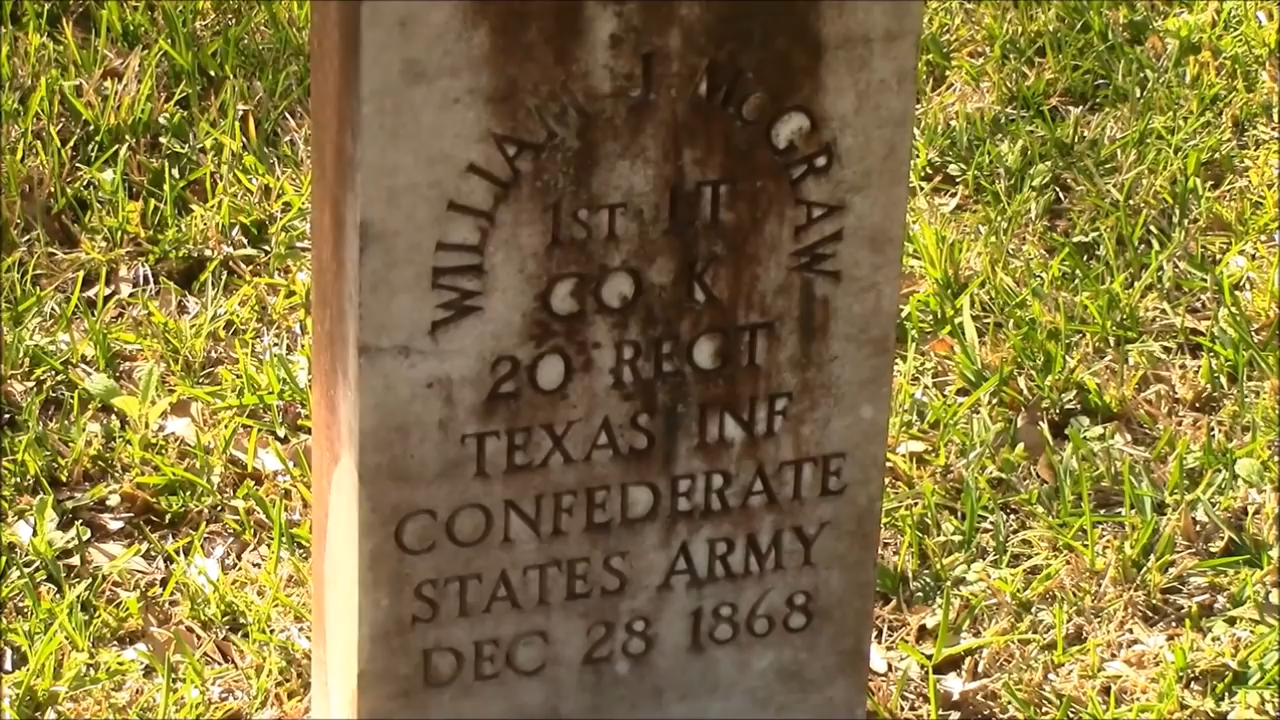 WILLIAM J McGRAW
1ST LT
CO K
20 REGT
TEXAS INF
CONFEDERATE
STATES ARMY
DEC 28 1868